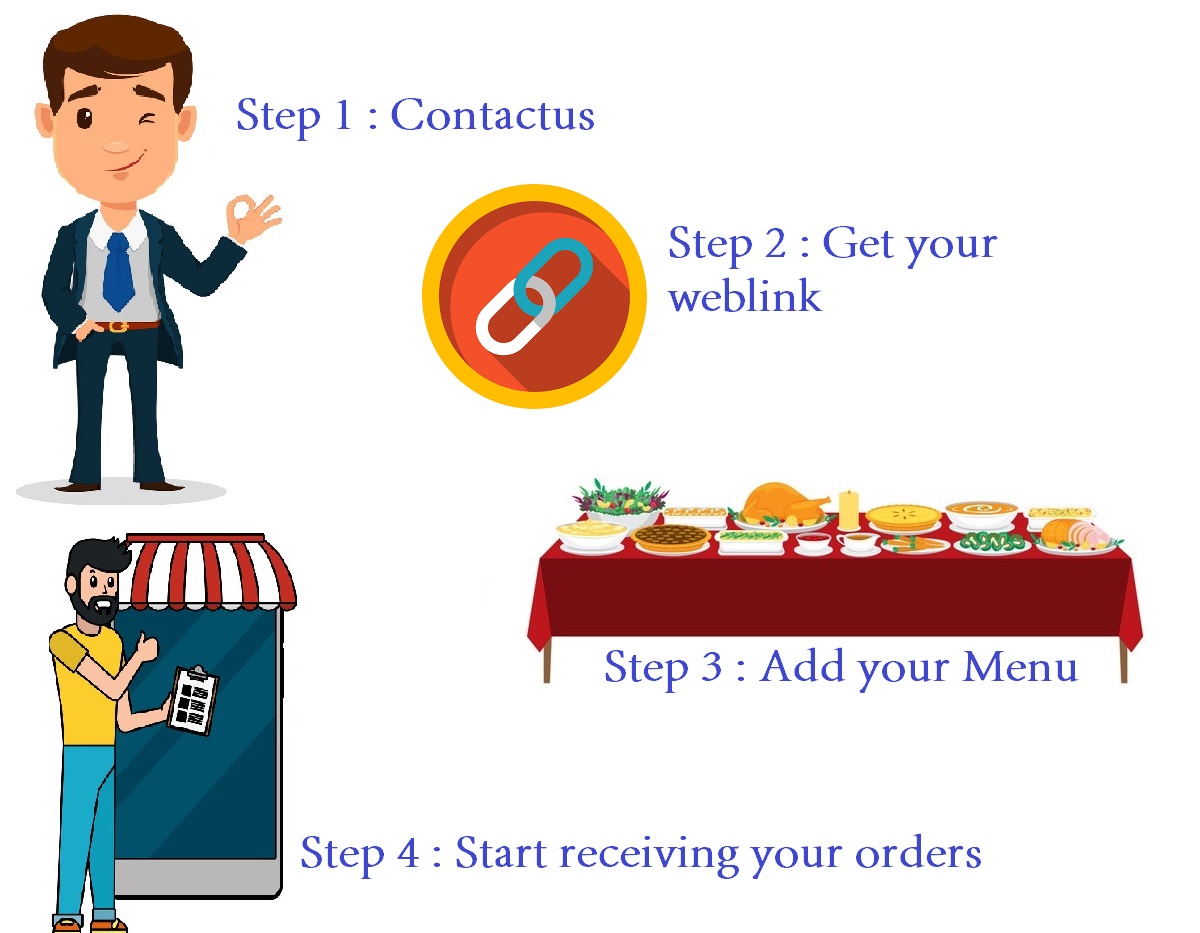 Step 1 : Contactus
Step 2 : Get your
weblink
Step 3 : Add your Menu
Step 4 : Start receiving your orders